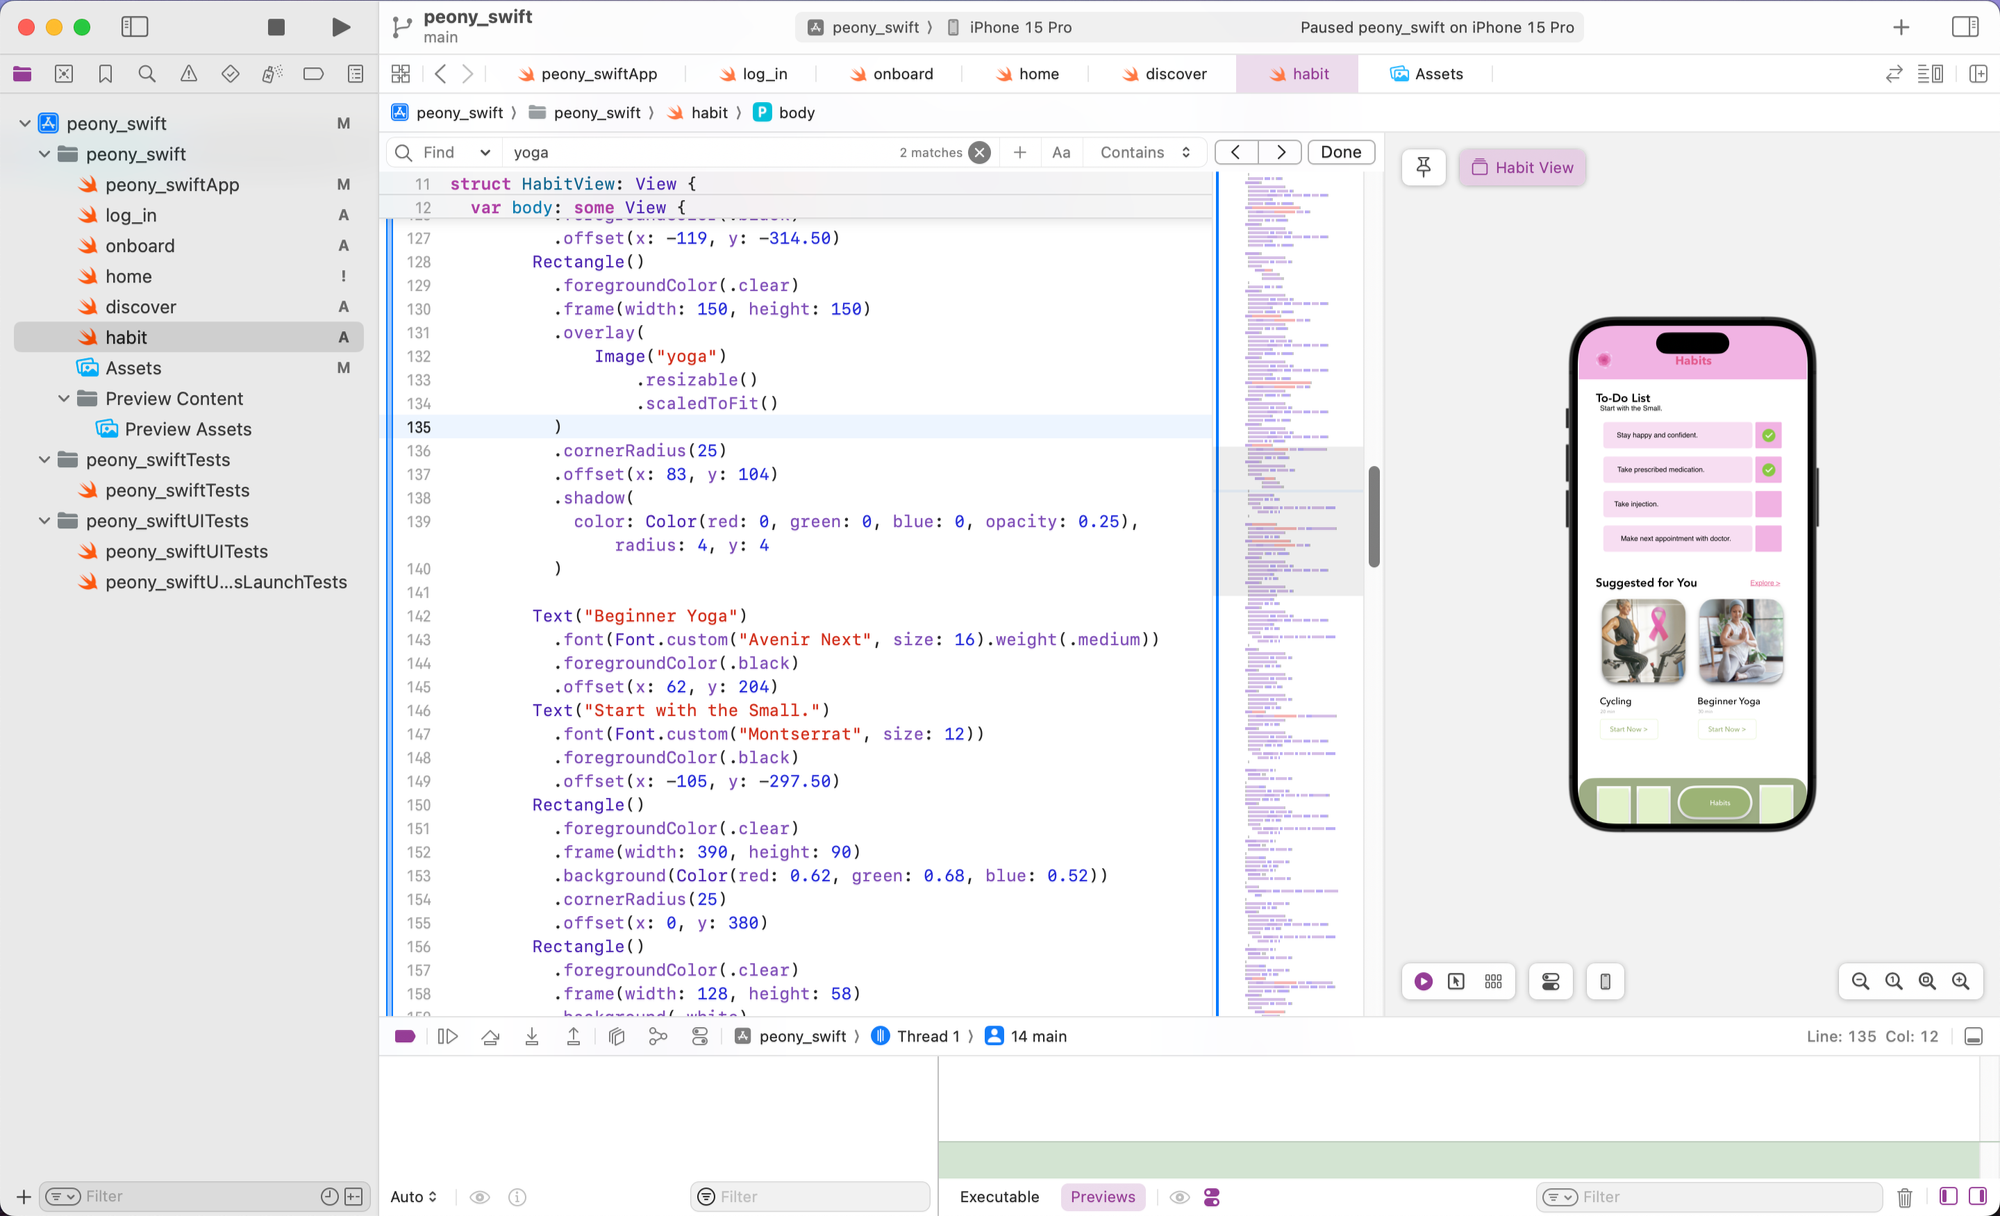 peony_swift
main
peony_swift 〉 iPhone 15 Pro
Paused peony_swift on iPhone 15 Pro
peony_swiftApp
log_in
onboard
home
discover
habit
Assets
peony_swift 〉 peony_swift 〉 habit 〉 P body
peony_swift M
peony_swift
peony_swiftApp M
log_in A
onboard A
home !
discover A
habit A
Assets M
Preview Content
Preview Assets
peony_swiftTests
peony_swiftTests
peony_swiftUITests
peony_swiftUITests
peony_swiftU...sLaunchTests
Filter
Find yoga 2 matches Aa Contains Done
11 struct HabitView: View {
12 var body: some View {
127 .offset(x: -119, y: -314.50)
128 Rectangle()
129 .foregroundColor(.clear)
130 .frame(width: 150, height: 150)
131 .overlay(
132 Image("yoga")
133 .resizable()
134 .scaledToFit()
135 )
136 .cornerRadius(25)
137 .offset(x: 83, y: 104)
138 .shadow(
139 color: Color(red: 0, green: 0, blue: 0, opacity: 0.25),
radius: 4, y: 4
140 )
141
142 Text("Beginner Yoga")
143 .font(Font.custom("Avenir Next", size: 16).weight(.medium))
144 .foregroundColor(.black)
145 .offset(x: 62, y: 204)
146 Text("Start with the Small.")
147 .font(Font.custom("Montserrat", size: 12))
148 .foregroundColor(.black)
149 .offset(x: -105, y: -297.50)
150 Rectangle()
151 .foregroundColor(.clear)
152 .frame(width: 390, height: 90)
153 .background(Color(red: 0.62, green: 0.68, blue: 0.52))
154 .cornerRadius(25)
155 .offset(x: 0, y: 380)
156 Rectangle()
157 .foregroundColor(.clear)
158 .frame(width: 128, height: 58)
Habit View
Habits
To-Do List
Start with the Small.
Stay happy and confident.
Take prescribed medication.
Take injection.
Make next appointment with doctor.
Suggested for You
Explore >
Cycling
Beginner Yoga
Start Now >
Start Now >
Habits
peony_swift 〉 Thread 1 〉 14 main
Line: 135 Col: 12
Auto
Filter
Executable
Previews
Filter